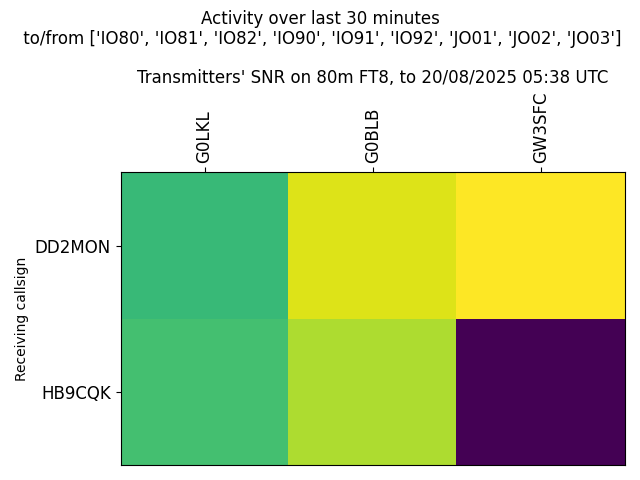 Activity over last 30 minutes
to/from ['IO80', 'IO81', 'IO82', 'IO90', 'IO91', 'IO92', 'JO01', 'JO02', 'JO03']
Transmitters' SNR on 80m FT8, to 20/08/2025 05:38 UTC
G0LKL
G0BLB
GW3SFC
DD2MON
HB9CQK
Receiving callsign